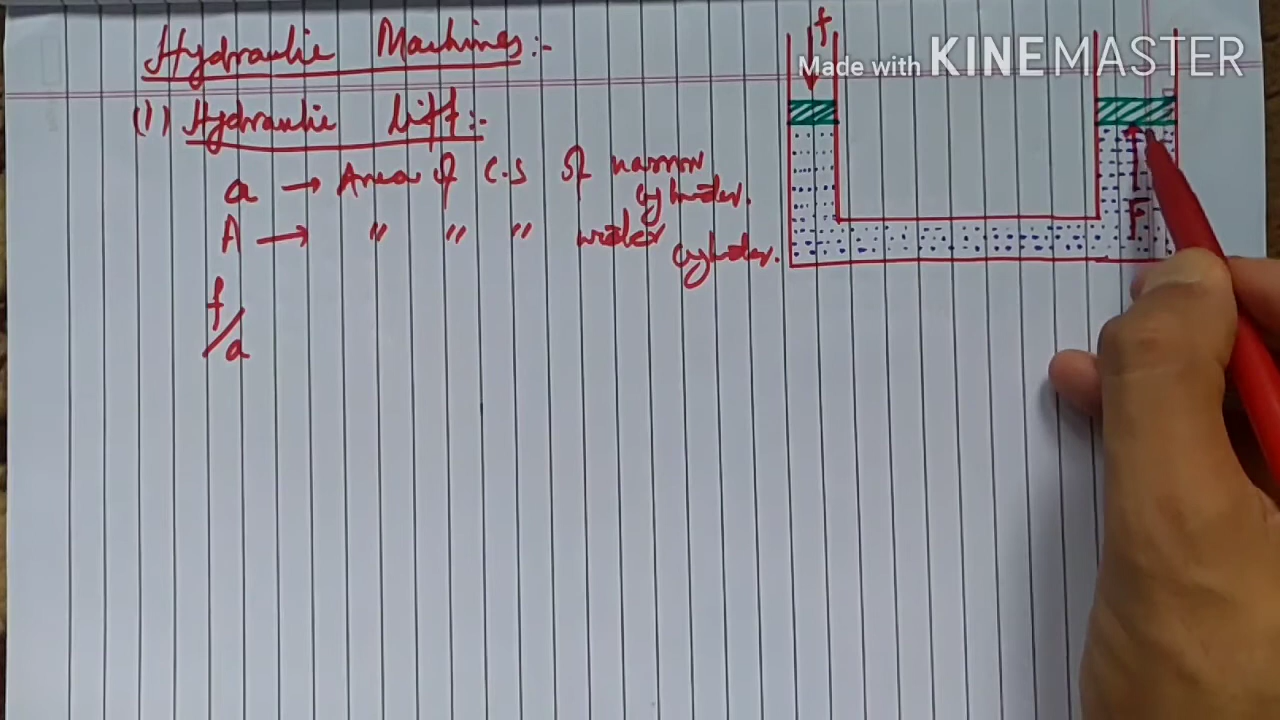 Hydraulic Machines:-
f
Made with KINEMASTER
(1) Hydraulic Lift:-
a → Area of C.S of narrow cylinder.
A → " " " wider cylinder.
F
f/a